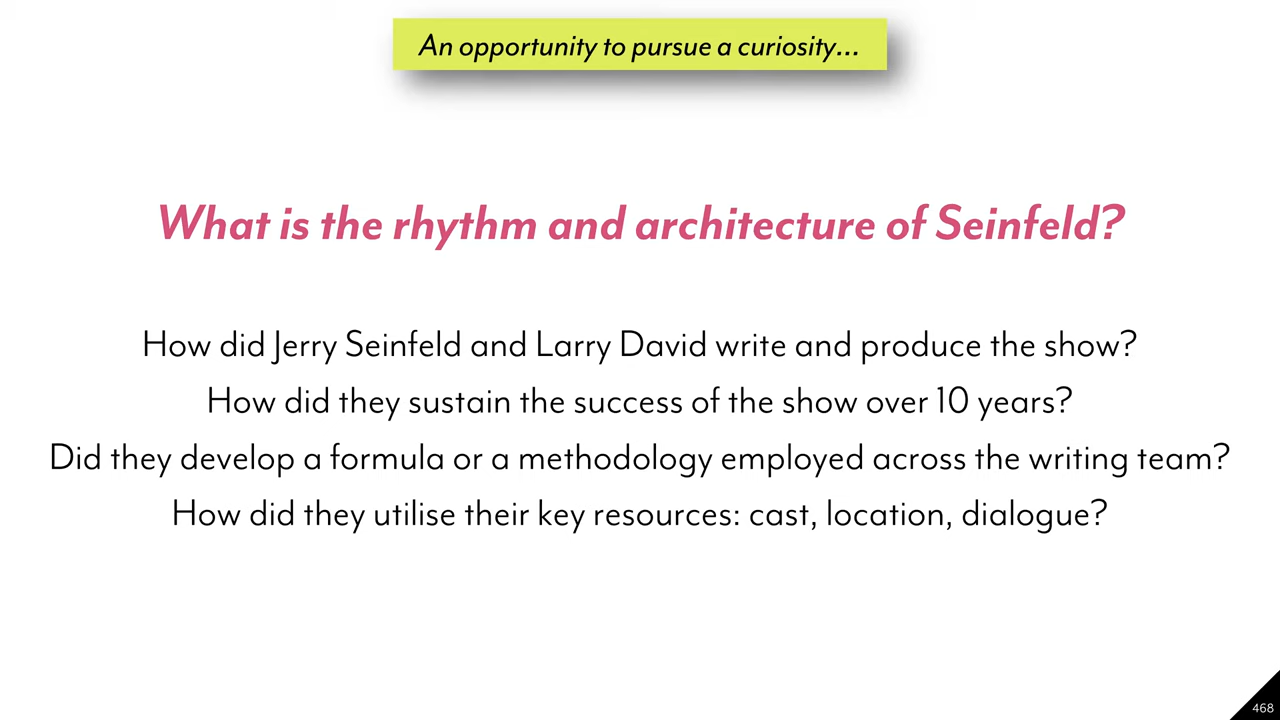 An opportunity to pursue a curiosity...
What is the rhythm and architecture of Seinfeld?
How did Jerry Seinfeld and Larry David write and produce the show?
How did they sustain the success of the show over 10 years?
Did they develop a formula or a methodology employed across the writing team?
How did they utilise their key resources: cast, location, dialogue?
468